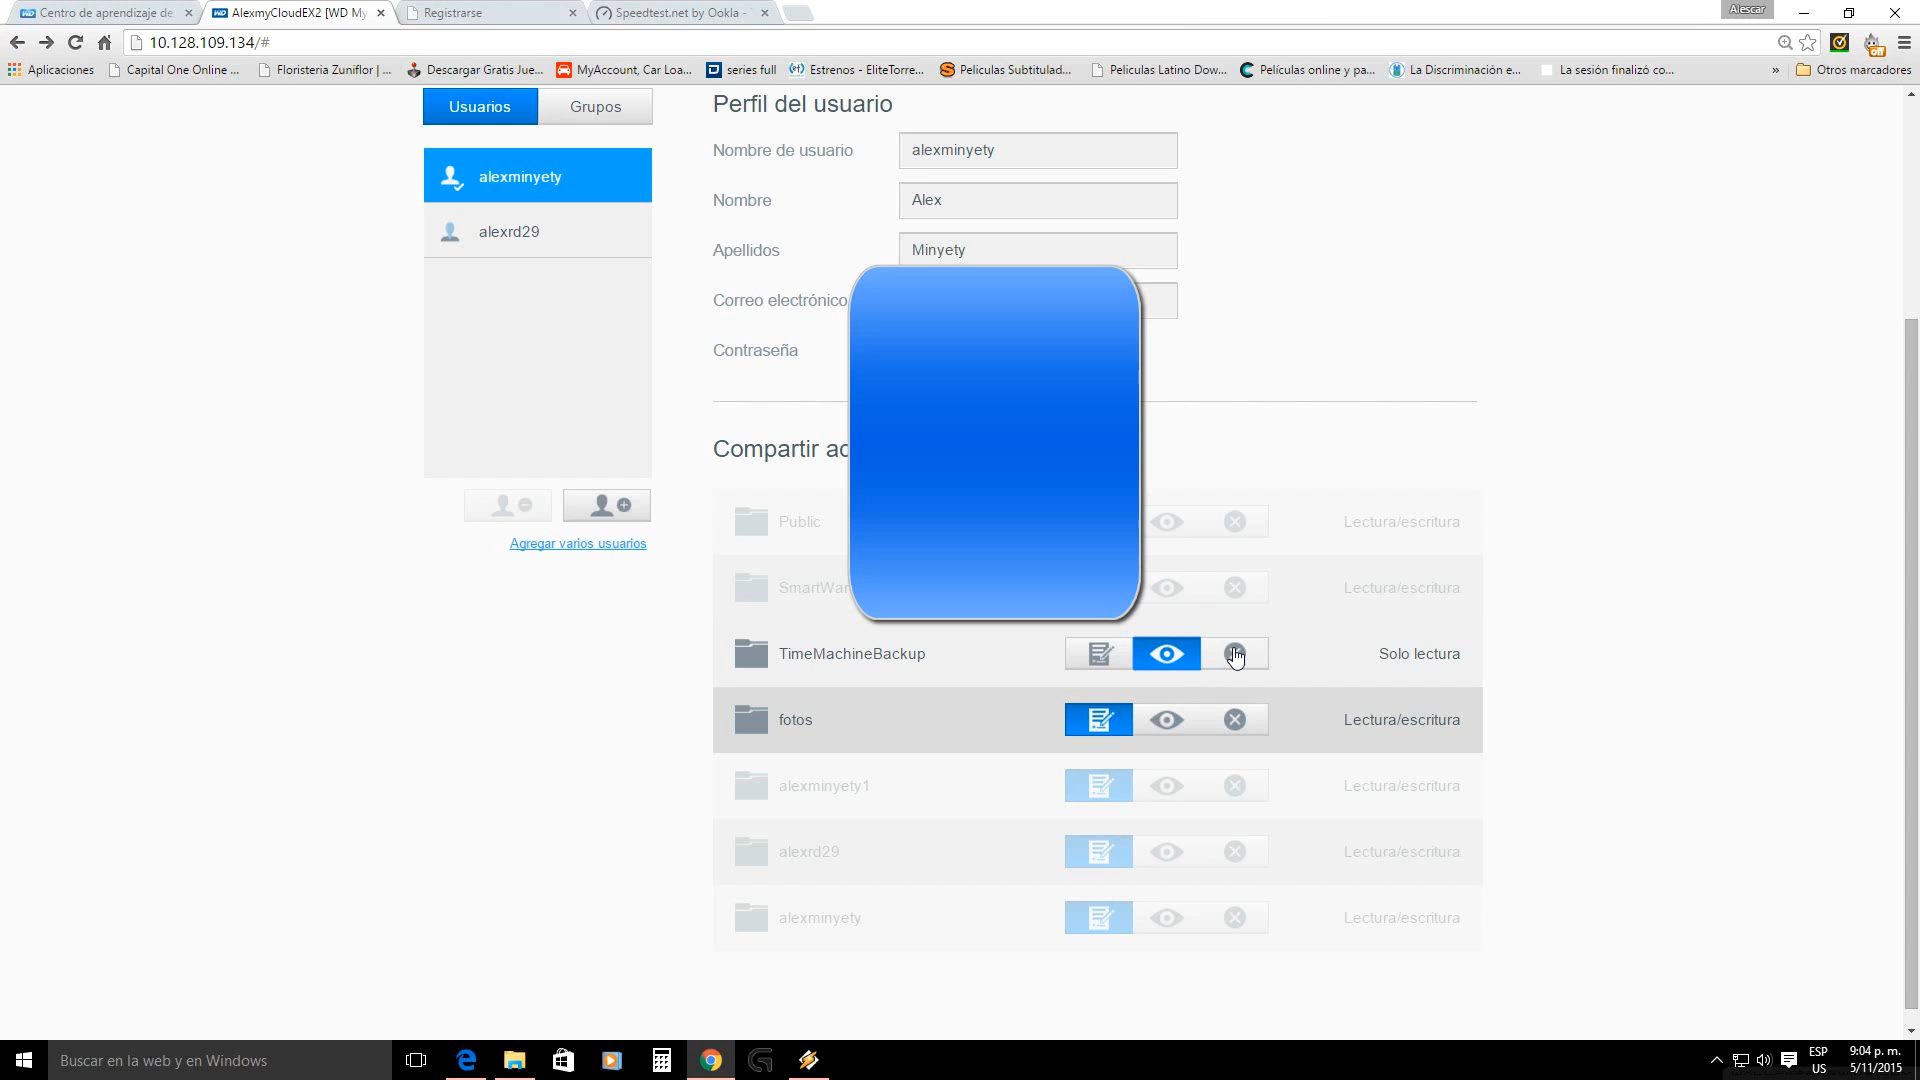 Centro de aprendizaje de
AlexmyCloudEX2 [WD My
Registrarse
Speedtest.net by Ookla -
Alescar
10.128.109.134/#
Aplicaciones
Capital One Online ...
Floristeria Zuniflor | ...
Descargar Gratis Jue...
MyAccount, Car Loa...
series full
Estrenos - EliteTorre...
Peliculas Subtitulad...
Peliculas Latino Dow...
Películas online y pa...
La Discriminación e...
La sesión finalizó co...
»
Otros marcadores
Usuarios
Grupos
alexminyety
alexrd29
Agregar varios usuarios
Perfil del usuario
Nombre de usuario
alexminyety
Nombre
Alex
Apellidos
Minyety
Correo electrónico
Contraseña
Compartir ac
Public
Lectura/escritura
SmartWar
Lectura/escritura
TimeMachineBackup
Solo lectura
fotos
Lectura/escritura
alexminyety1
Lectura/escritura
alexrd29
Lectura/escritura
alexminyety
Lectura/escritura
Buscar en la web y en Windows
ESP
US
9:04 p. m.
5/11/2015